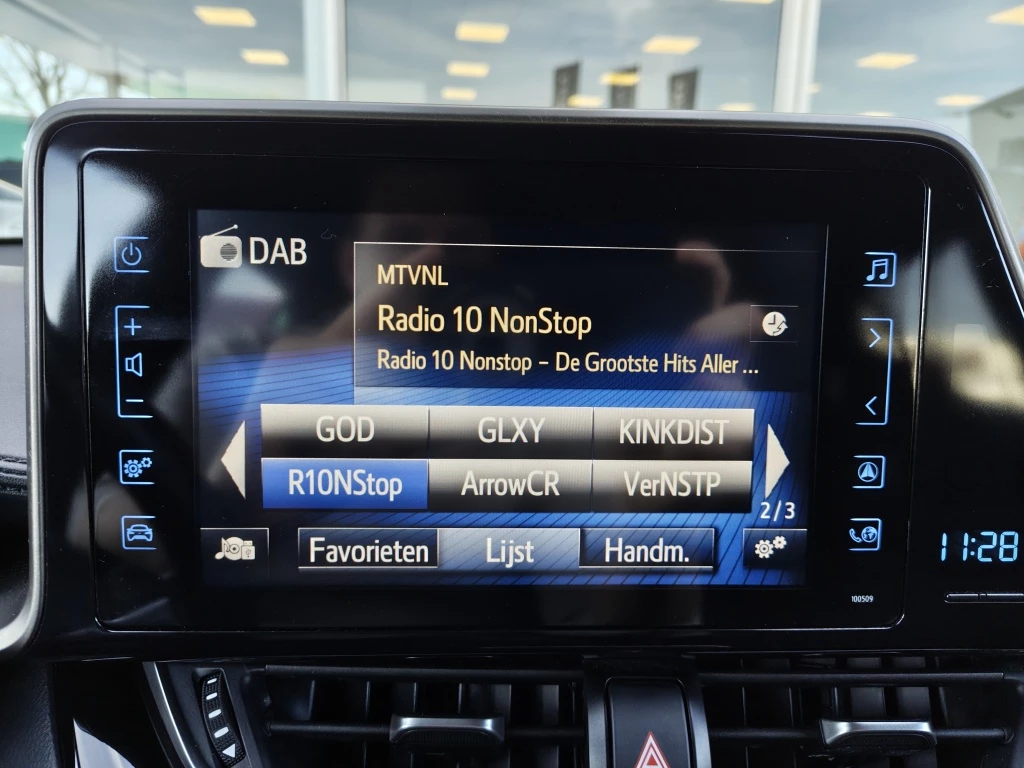 DAB
MTVNL
Radio 10 NonStop
Radio 10 Nonstop - De Grootste Hits Aller ...
GOD GLXY KINKDIST
R10NStop ArrowCR VerNSTP
2/3
Favorieten Lijst Handm.
11:28
100509